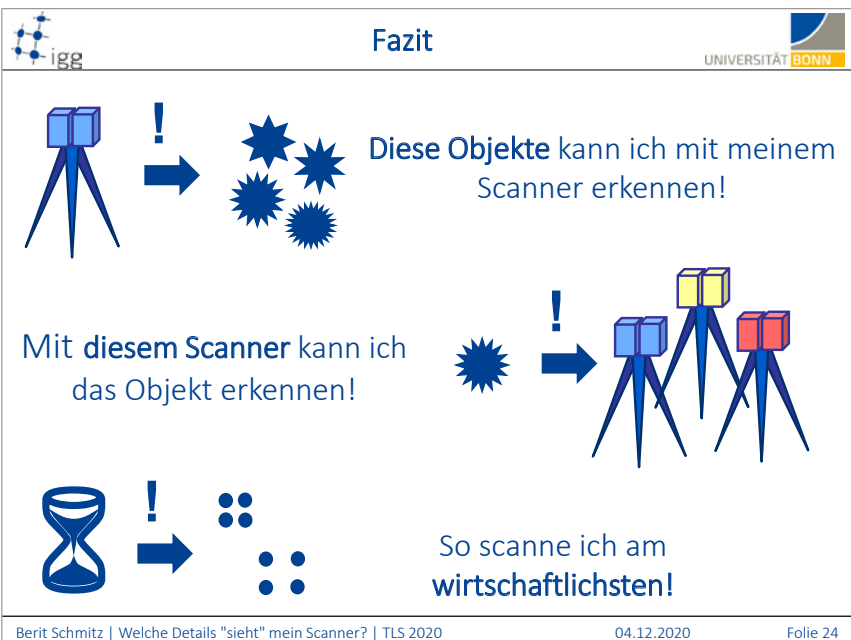 igg
Fazit
UNIVERSITÄT BONN
!
Diese Objekte kann ich mit meinem
Scanner erkennen!
Mit diesem Scanner kann ich
das Objekt erkennen!
!
!
So scanne ich am
wirtschaftlichsten!
Berit Schmitz | Welche Details "sieht" mein Scanner? | TLS 2020 04.12.2020 Folie 24